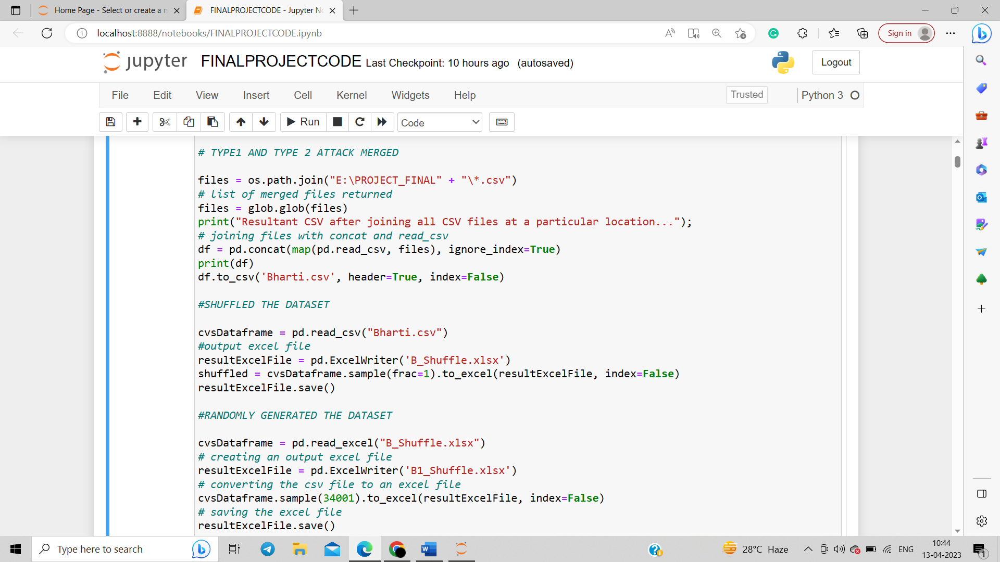 Home Page - Select or create a n
FINALPROJECTCODE - Jupyter No
localhost:8888/notebooks/FINALPROJECTCODE.ipynb
Sign in
jupyter FINALPROJECTCODE Last Checkpoint: 10 hours ago (autosaved)
Logout
File Edit View Insert Cell Kernel Widgets Help
Trusted
Python 3
Run
Code
# TYPE1 AND TYPE 2 ATTACK MERGED
files = os.path.join("E:\PROJECT_FINAL" + "\*.csv")
# list of merged files returned
files = glob.glob(files)
print("Resultant CSV after joining all CSV files at a particular location...");
# joining files with concat and read_csv
df = pd.concat(map(pd.read_csv, files), ignore_index=True)
print(df)
df.to_csv('Bharti.csv', header=True, index=False)
#SHUFFLED THE DATASET
cvsDataframe = pd.read_csv("Bharti.csv")
#output excel file
resultExcelFile = pd.ExcelWriter('B_Shuffle.xlsx')
shuffled = cvsDataframe.sample(frac=1).to_excel(resultExcelFile, index=False)
resultExcelFile.save()
#RANDOMLY GENERATED THE DATASET
cvsDataframe = pd.read_excel("B_Shuffle.xlsx")
# creating an output excel file
resultExcelFile = pd.ExcelWriter('B1_Shuffle.xlsx')
# converting the csv file to an excel file
cvsDataframe.sample(34001).to_excel(resultExcelFile, index=False)
# saving the excel file
resultExcelFile.save()
Type here to search
28°C Haze
ENG
10:44
13-04-2023
1